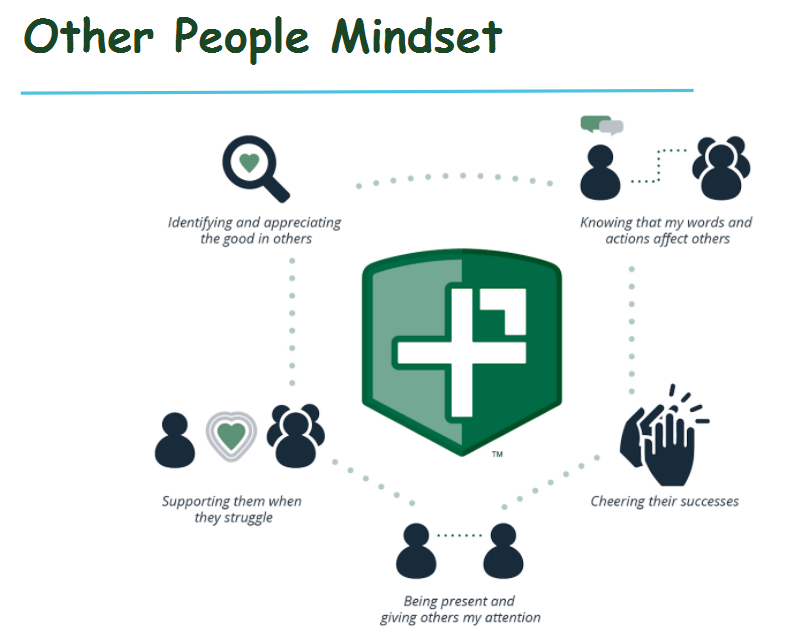 Other People Mindset
Identifying and appreciating
the good in others
Knowing that my words and
actions affect others
Supporting them when
they struggle
TM
Cheering their successes
Being present and
giving others my attention